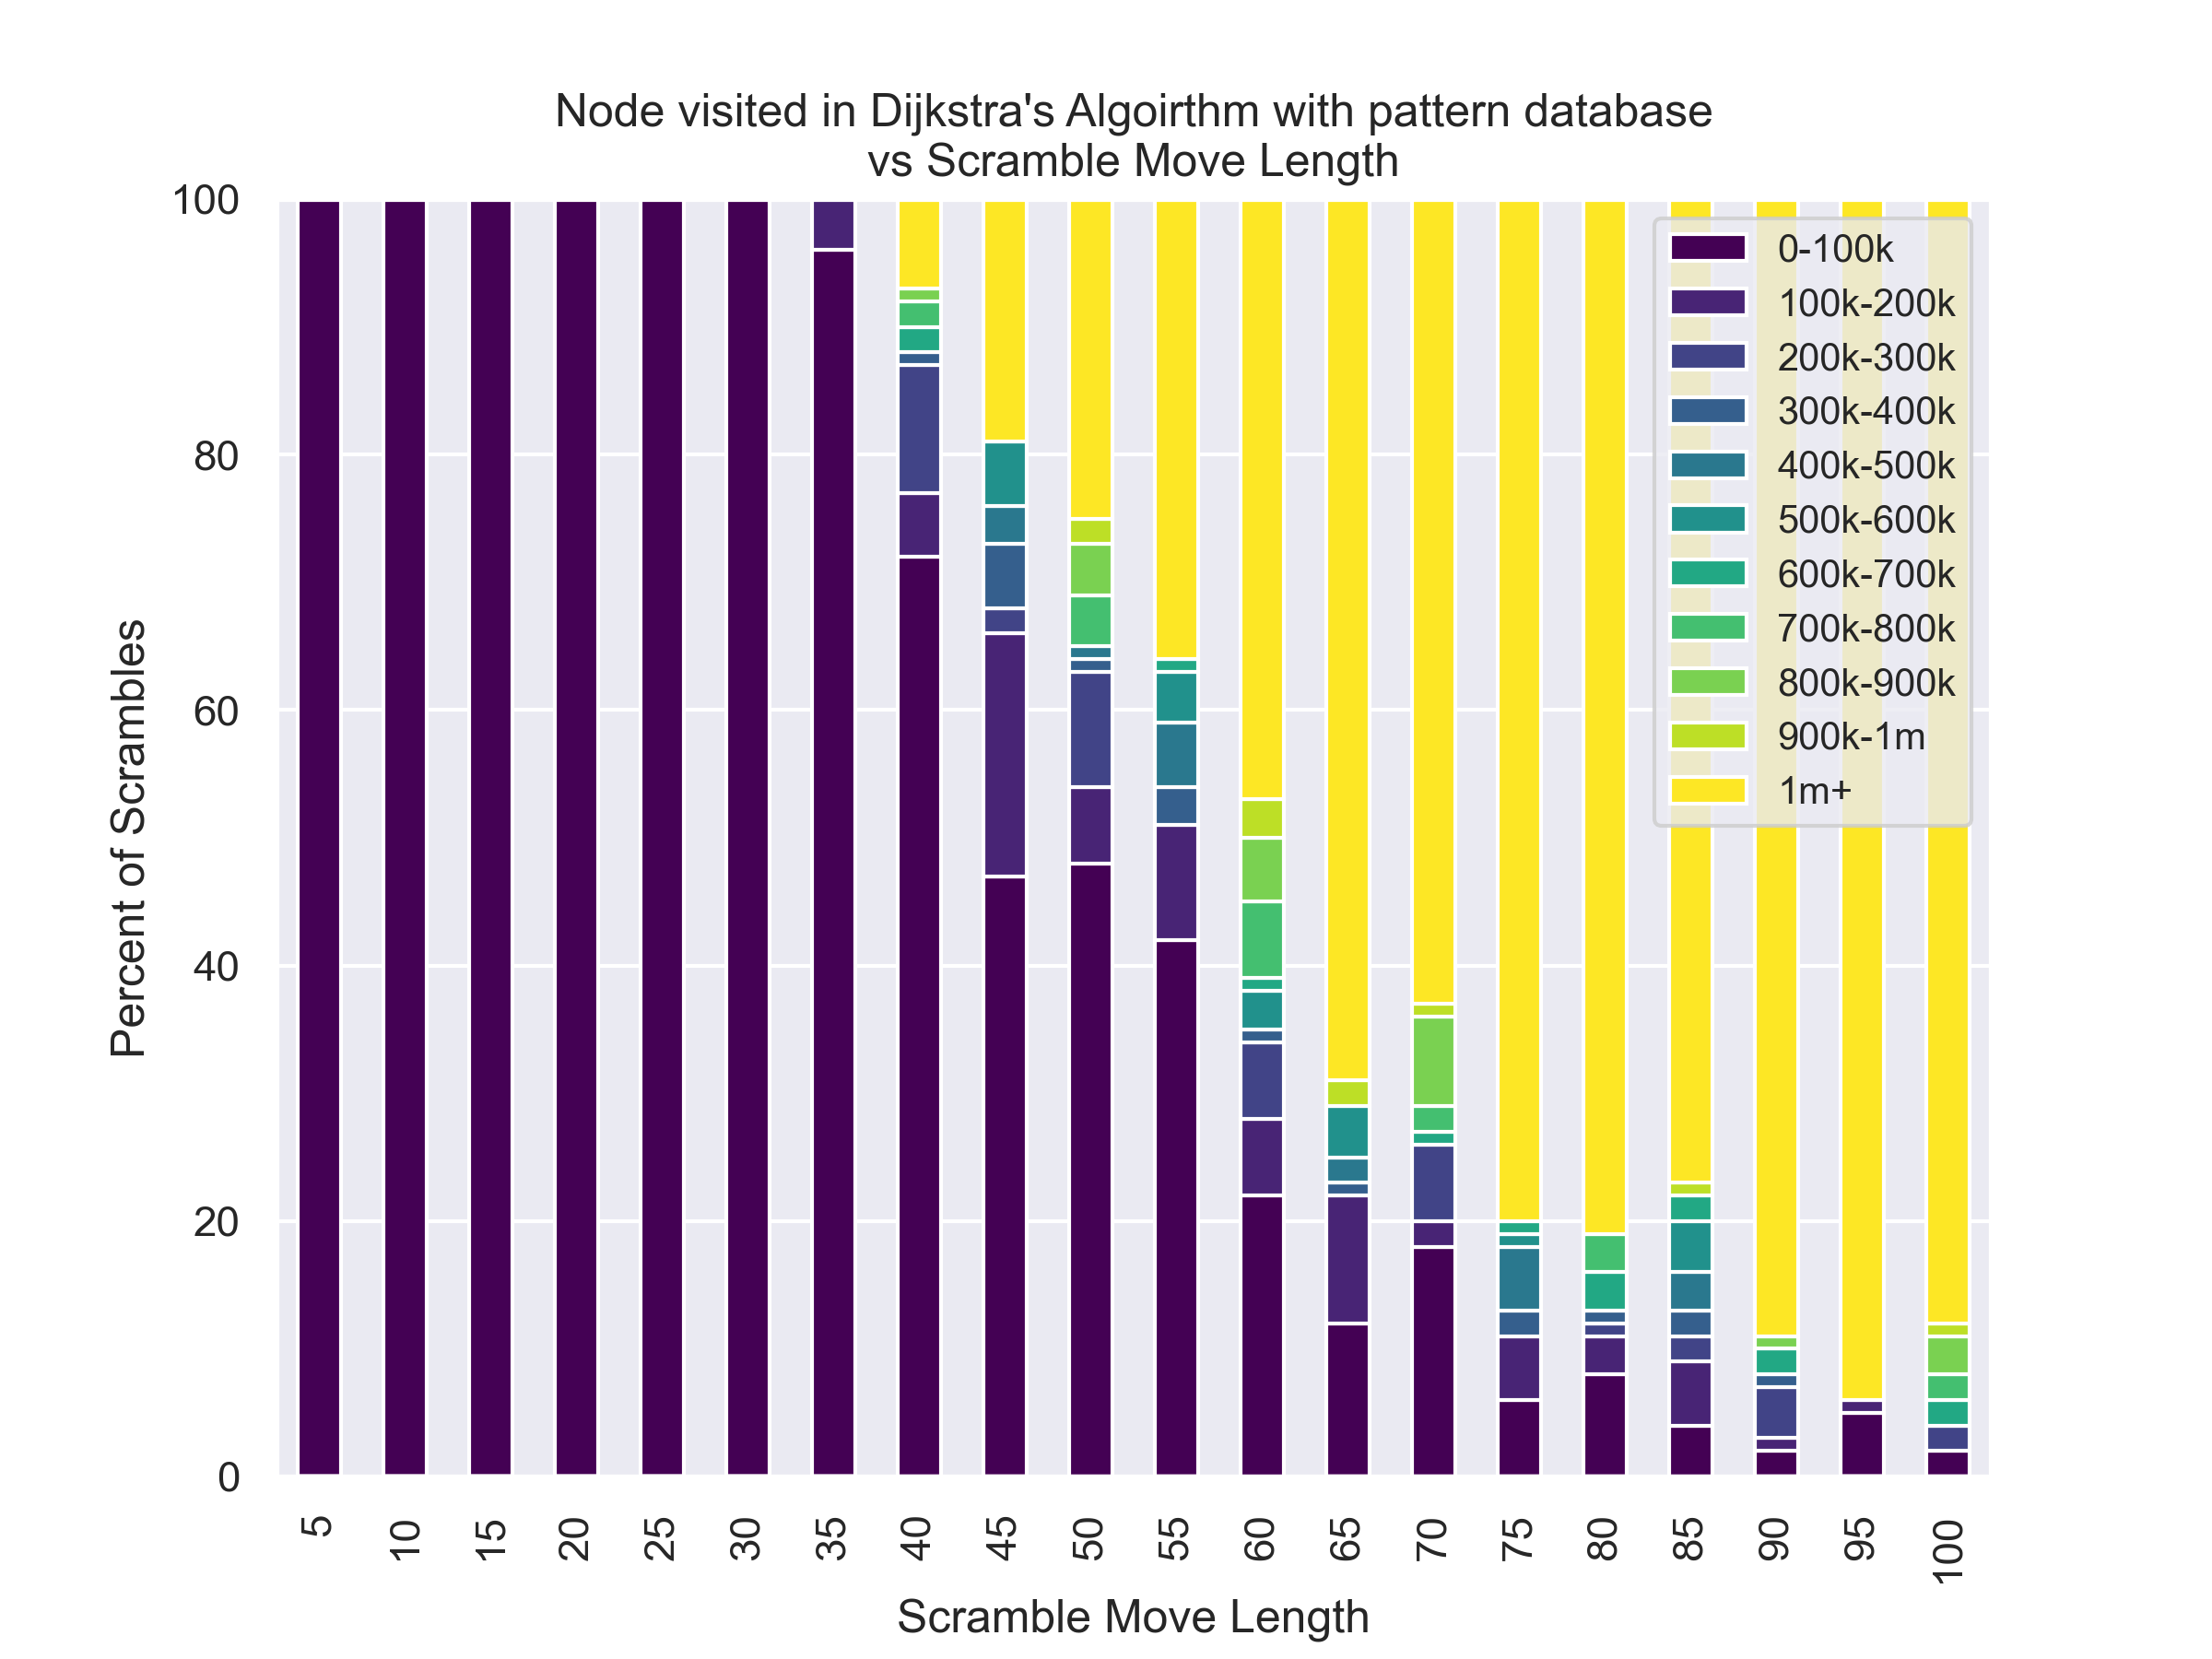 Node visited in Dijkstra's Algoirthm with pattern database
vs Scramble Move Length
100
80
60
40
20
0
Percent of Scrambles
0-100k
100k-200k
200k-300k
300k-400k
400k-500k
500k-600k
600k-700k
700k-800k
800k-900k
900k-1m
1m+
5 10 15 20 25 30 35 40 45 50 55 60 65 70 75 80 85 90 95 100
Scramble Move Length